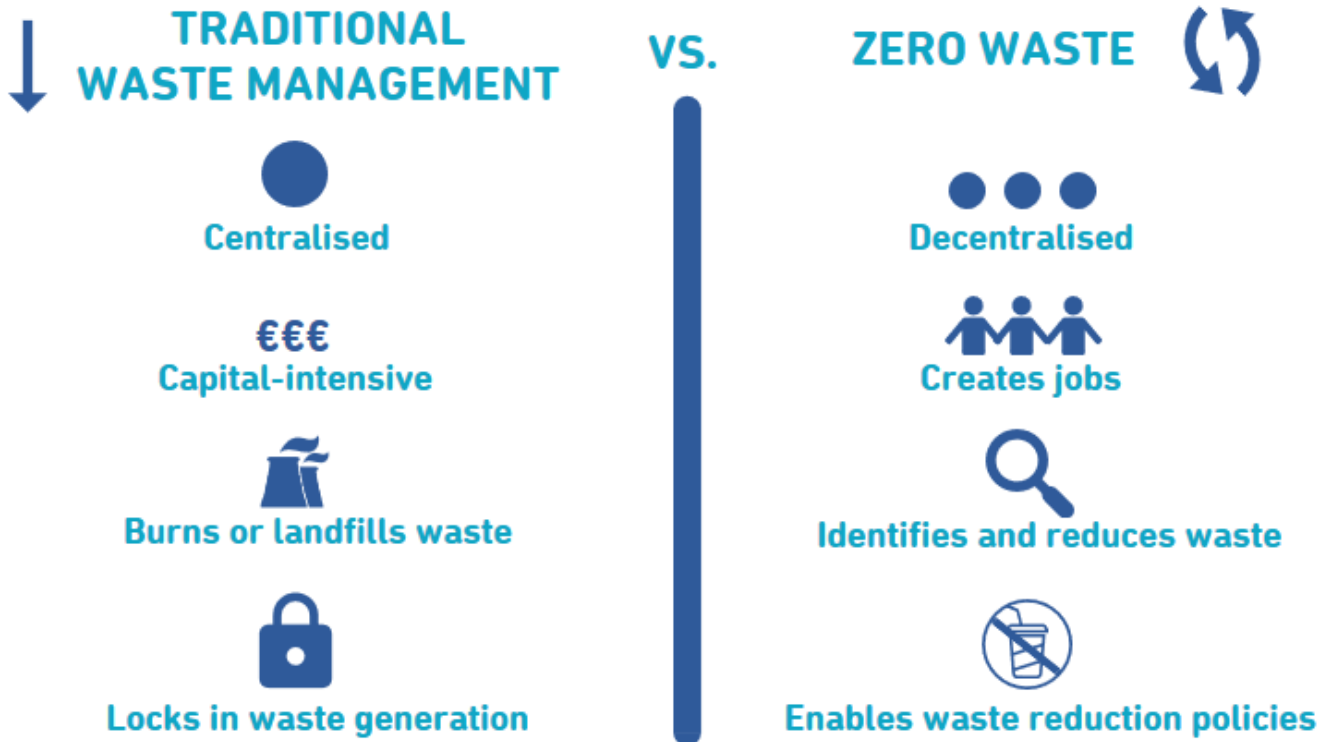 TRADITIONAL
WASTE MANAGEMENT
VS.
ZERO WASTE
Centralised
€€€
Capital-intensive
Burns or landfills waste
Locks in waste generation
Decentralised
Creates jobs
Identifies and reduces waste
Enables waste reduction policies